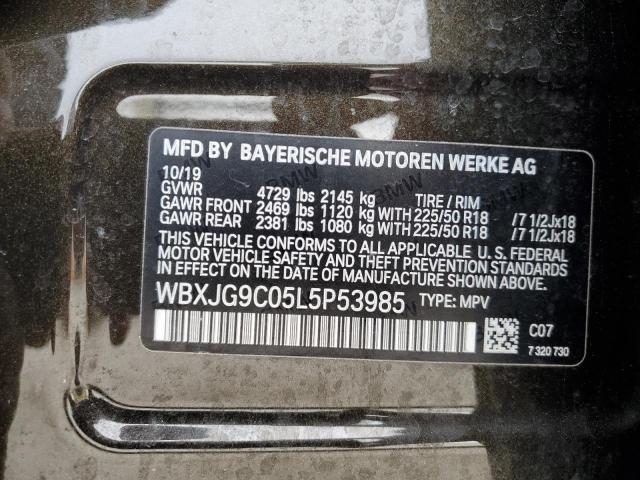 MFD BY BAYERISCHE MOTOREN WERKE AG
10/19
GVWR 4729 lbs 2145 kg TIRE / RIM
GAWR FRONT 2469 lbs 1120 kg WITH 225/50 R18 /7 1/2Jx18
GAWR REAR 2381 lbs 1080 kg WITH 225/50 R18 /7 1/2Jx18
THIS VEHICLE CONFORMS TO ALL APPLICABLE U.S. FEDERAL
MOTOR VEHICLE SAFETY AND THEFT PREVENTION
STANDARDS IN EFFECT ON THE
DATE OF MANUFACTURE SHOWN ABOVE.
WBXJG9C05L5P53985 TYPE: MPV
C07
7 320 730